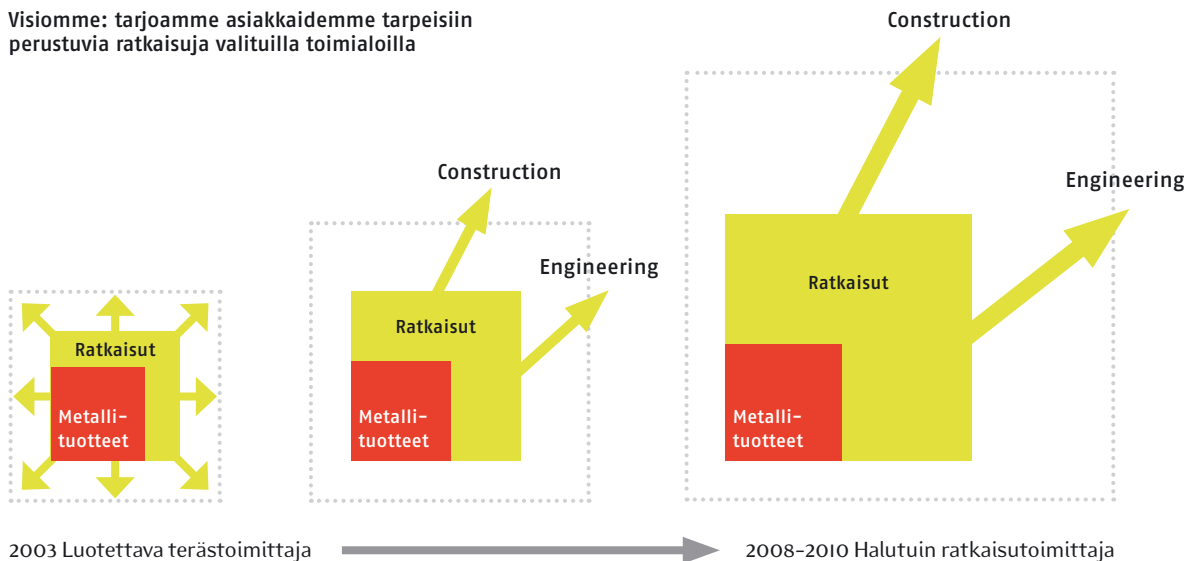 Visiomme: tarjoamme asiakkaidemme tarpeisiin
perustuvia ratkaisuja valituilla toimialoilla
Ratkaisut
Metalli-
tuotteet
Construction
Engineering
Ratkaisut
Metalli-
tuotteet
Construction
Engineering
Ratkaisut
Metalli-
tuotteet
2003 Luotettava terästoimittaja
2008–2010 Halutuin ratkaisutoimittaja